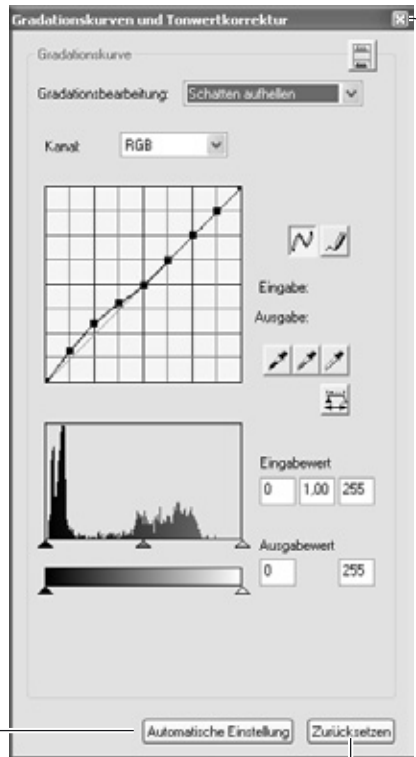 Gradationskurven und Tonwertkorrektur
Gradationskurve
Gradationsbearbeitung: Schatten aufhellen
Kanal: RGB
Eingabe:
Ausgabe:
Eingabewert
0 1,00 255
Ausgabewert
0 255
Automatische Einstellung Zurücksetzen